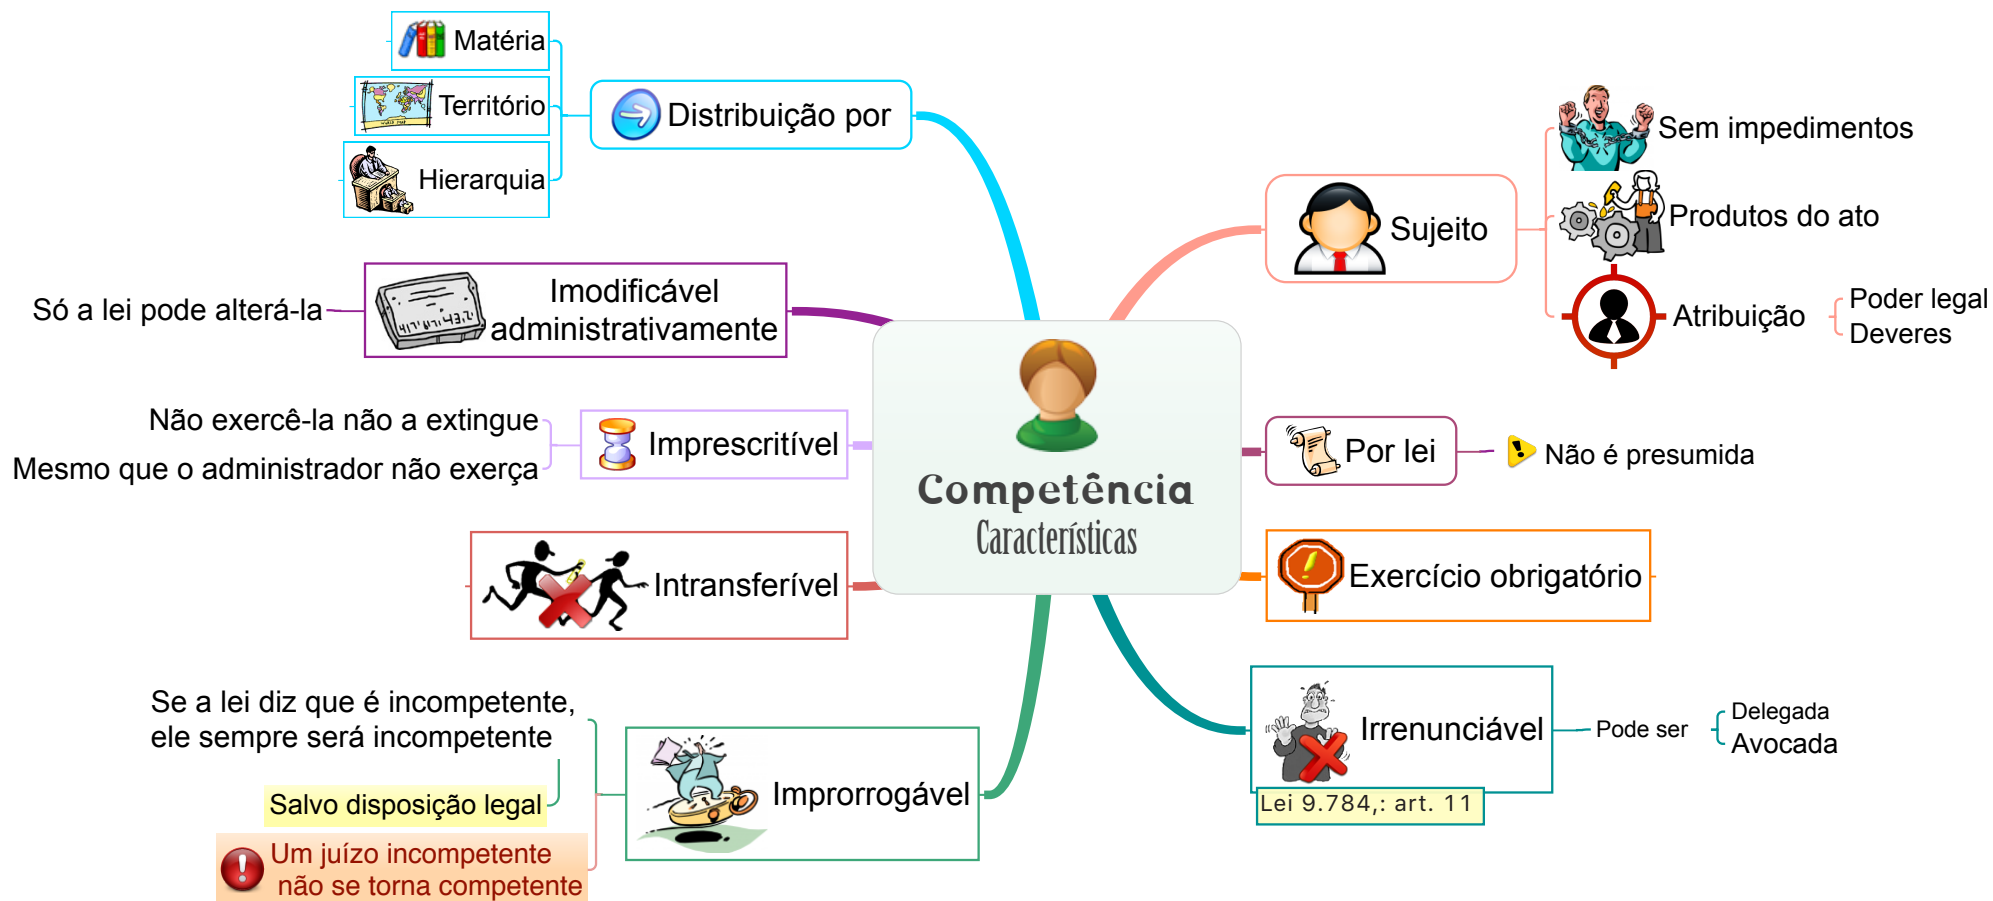 Competência
Características
Sujeito
Sem impedimentos
Produtos do ato
Atribuição
Poder legal
Deveres
Por lei
Não é presumida
Exercício obrigatório
Irrenunciável
Lei 9.784,: art. 11
Pode ser
Delegada
Avocada
Distribuição por
Matéria
Território
Hierarquia
Imodificável
administrativamente
Só a lei pode alterá-la
Imprescritível
Não exercê-la não a extingue
Mesmo que o administrador não exerça
Intransferível
Improrrogável
Se a lei diz que é incompetente,
ele sempre será incompetente
Salvo disposição legal
Um juízo incompetente
não se torna competente